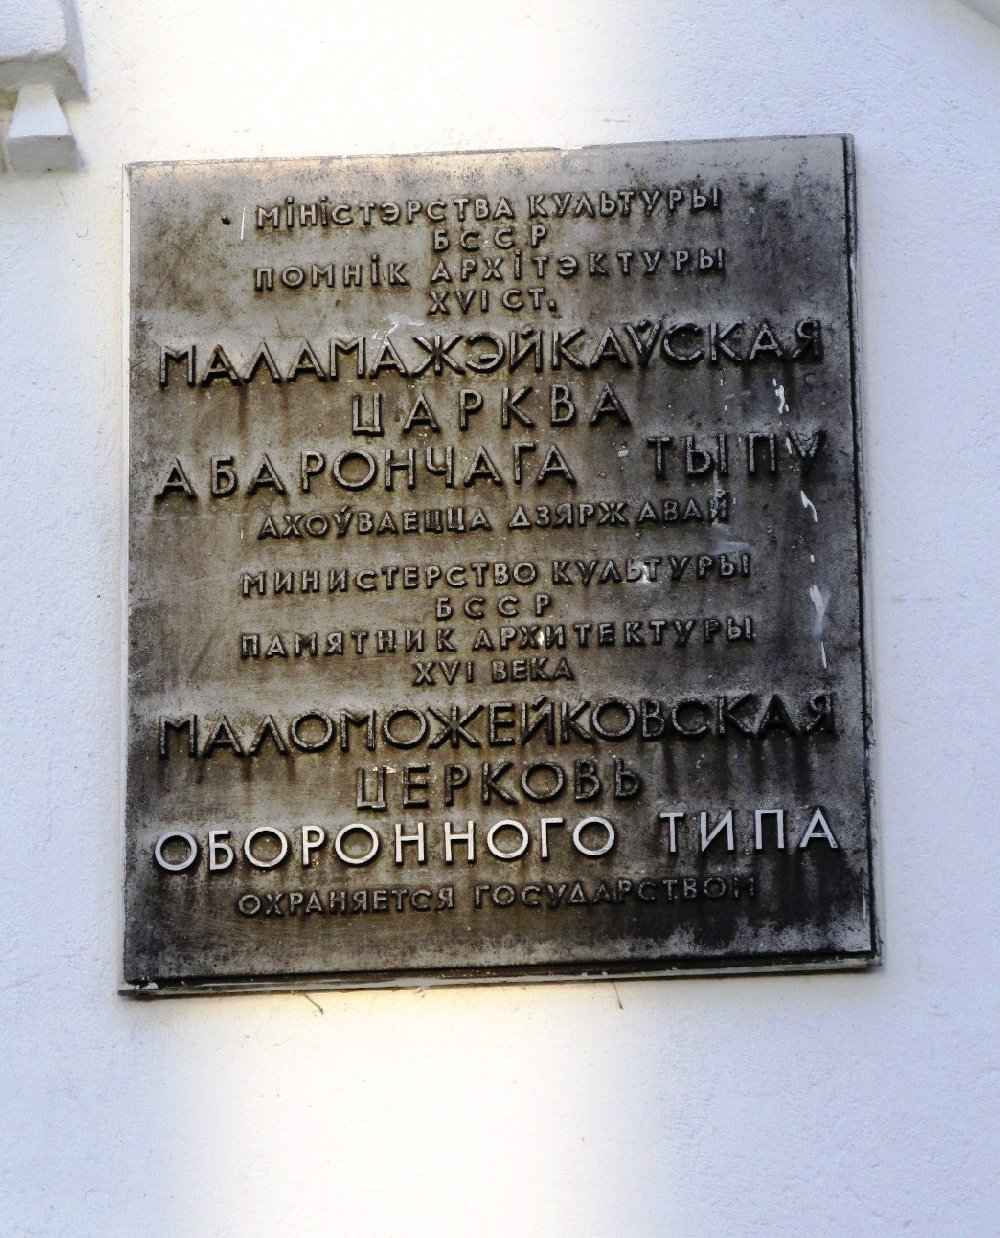 МІНІСТЭРСТВА КУЛЬТУРЫ
БССР
ПОМНІК АРХІТЭКТУРЫ
XVI СТ.
МАЛАМАЖЭЙКАЎСКАЯ
ЦАРКВА
АБАРОНЧАГА ТЫПУ
АХОЎВАЕЦЦА ДЗЯРЖАВАЙ
МИНИСТЕРСТВО КУЛЬТУРЫ
БССР
ПАМЯТНИК АРХИТЕКТУРЫ
XVI ВЕКА
МАЛОМОЖЕЙКОВСКАЯ
ЦЕРКОВЬ
ОБОРОННОГО ТИПА
ОХРАНЯЕТСЯ ГОСУДАРСТВОМ